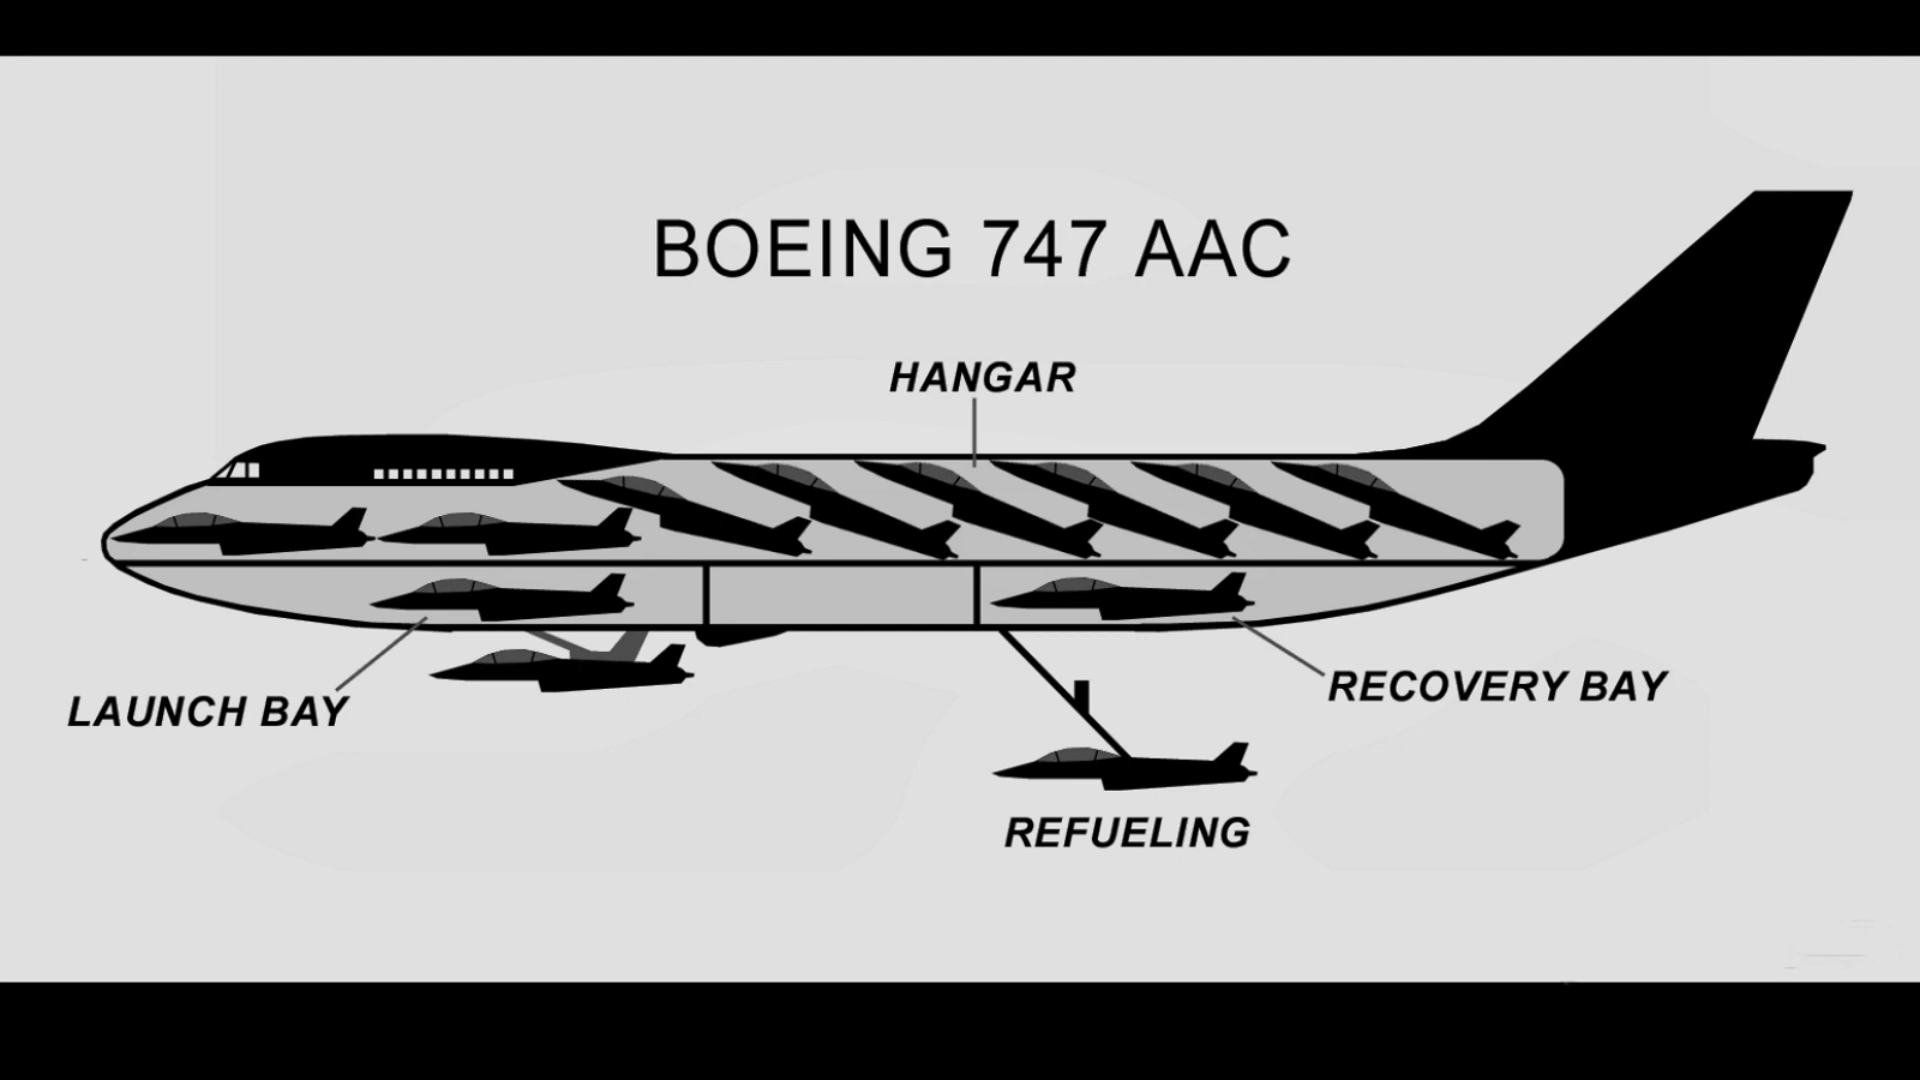 BOEING 747 AAC
HANGAR
LAUNCH BAY
RECOVERY BAY
REFUELING